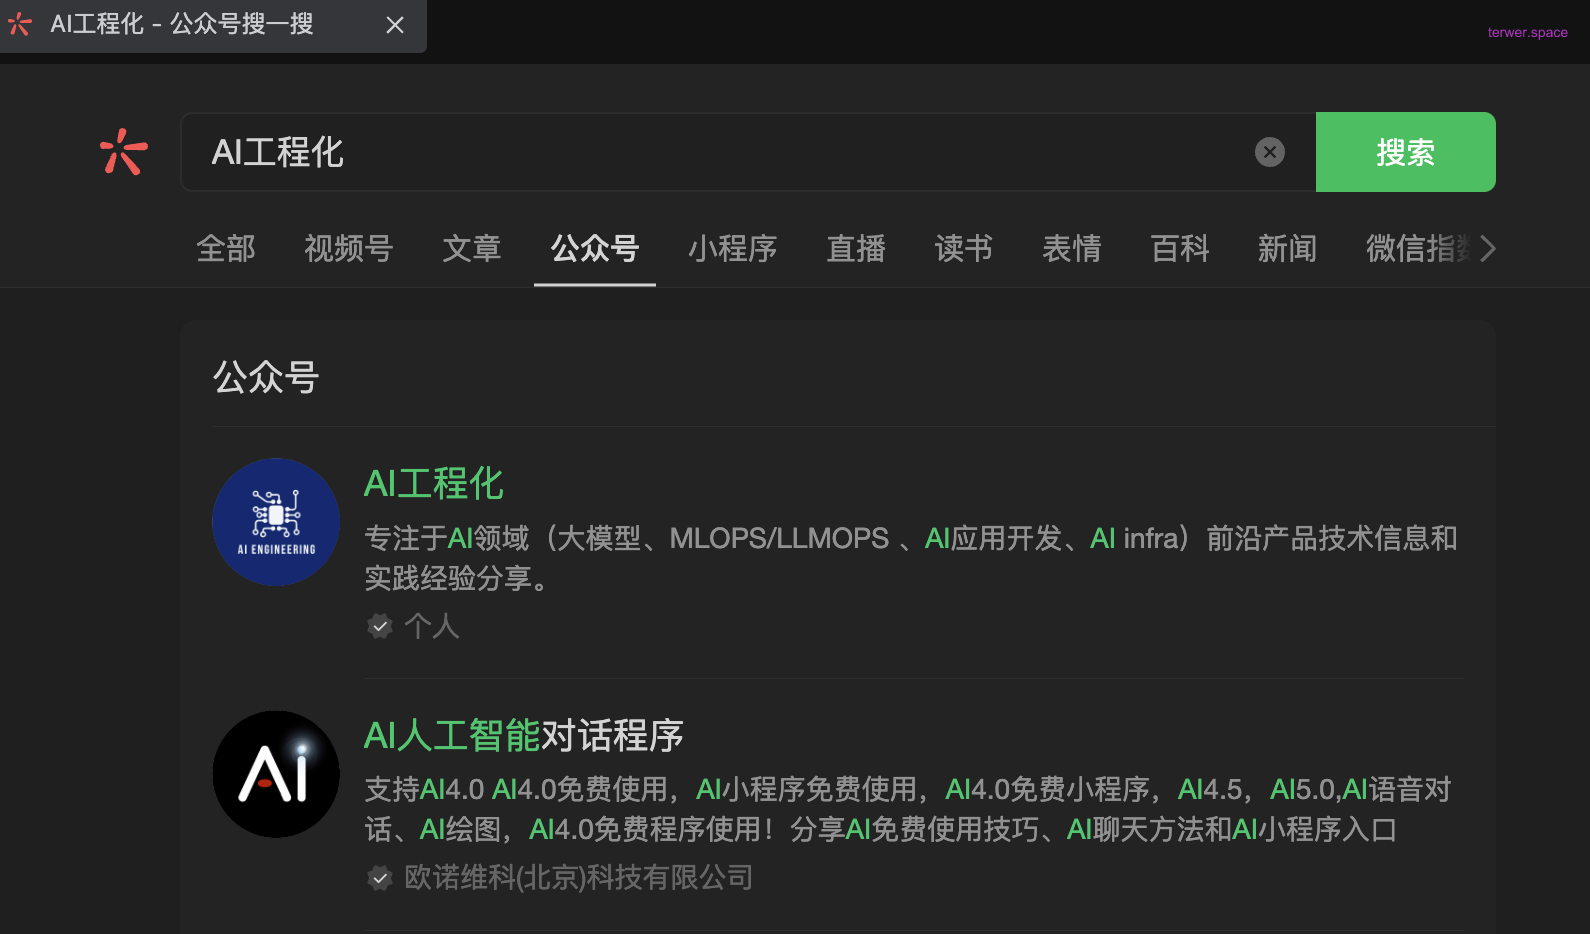 AI工程化 - 公众号搜一搜
terwer.space
AI工程化
搜索
全部 视频号 文章 公众号 小程序 直播 读书 表情 百科 新闻 微信指数
公众号
AI工程化
AI ENGINEERING
专注于AI领域（大模型、MLOPS/LLMOPS 、AI应用开发、AI infra）前沿产品技术信息和
实践经验分享。
个人
AI人工智能对话程序
Ai
支持AI4.0 AI4.0免费使用，AI小程序免费使用，AI4.0免费小程序，AI4.5，AI5.0,AI语音对
话、AI绘图，AI4.0免费程序使用！分享AI免费使用技巧、AI聊天方法和AI小程序入口
欧诺维科(北京)科技有限公司